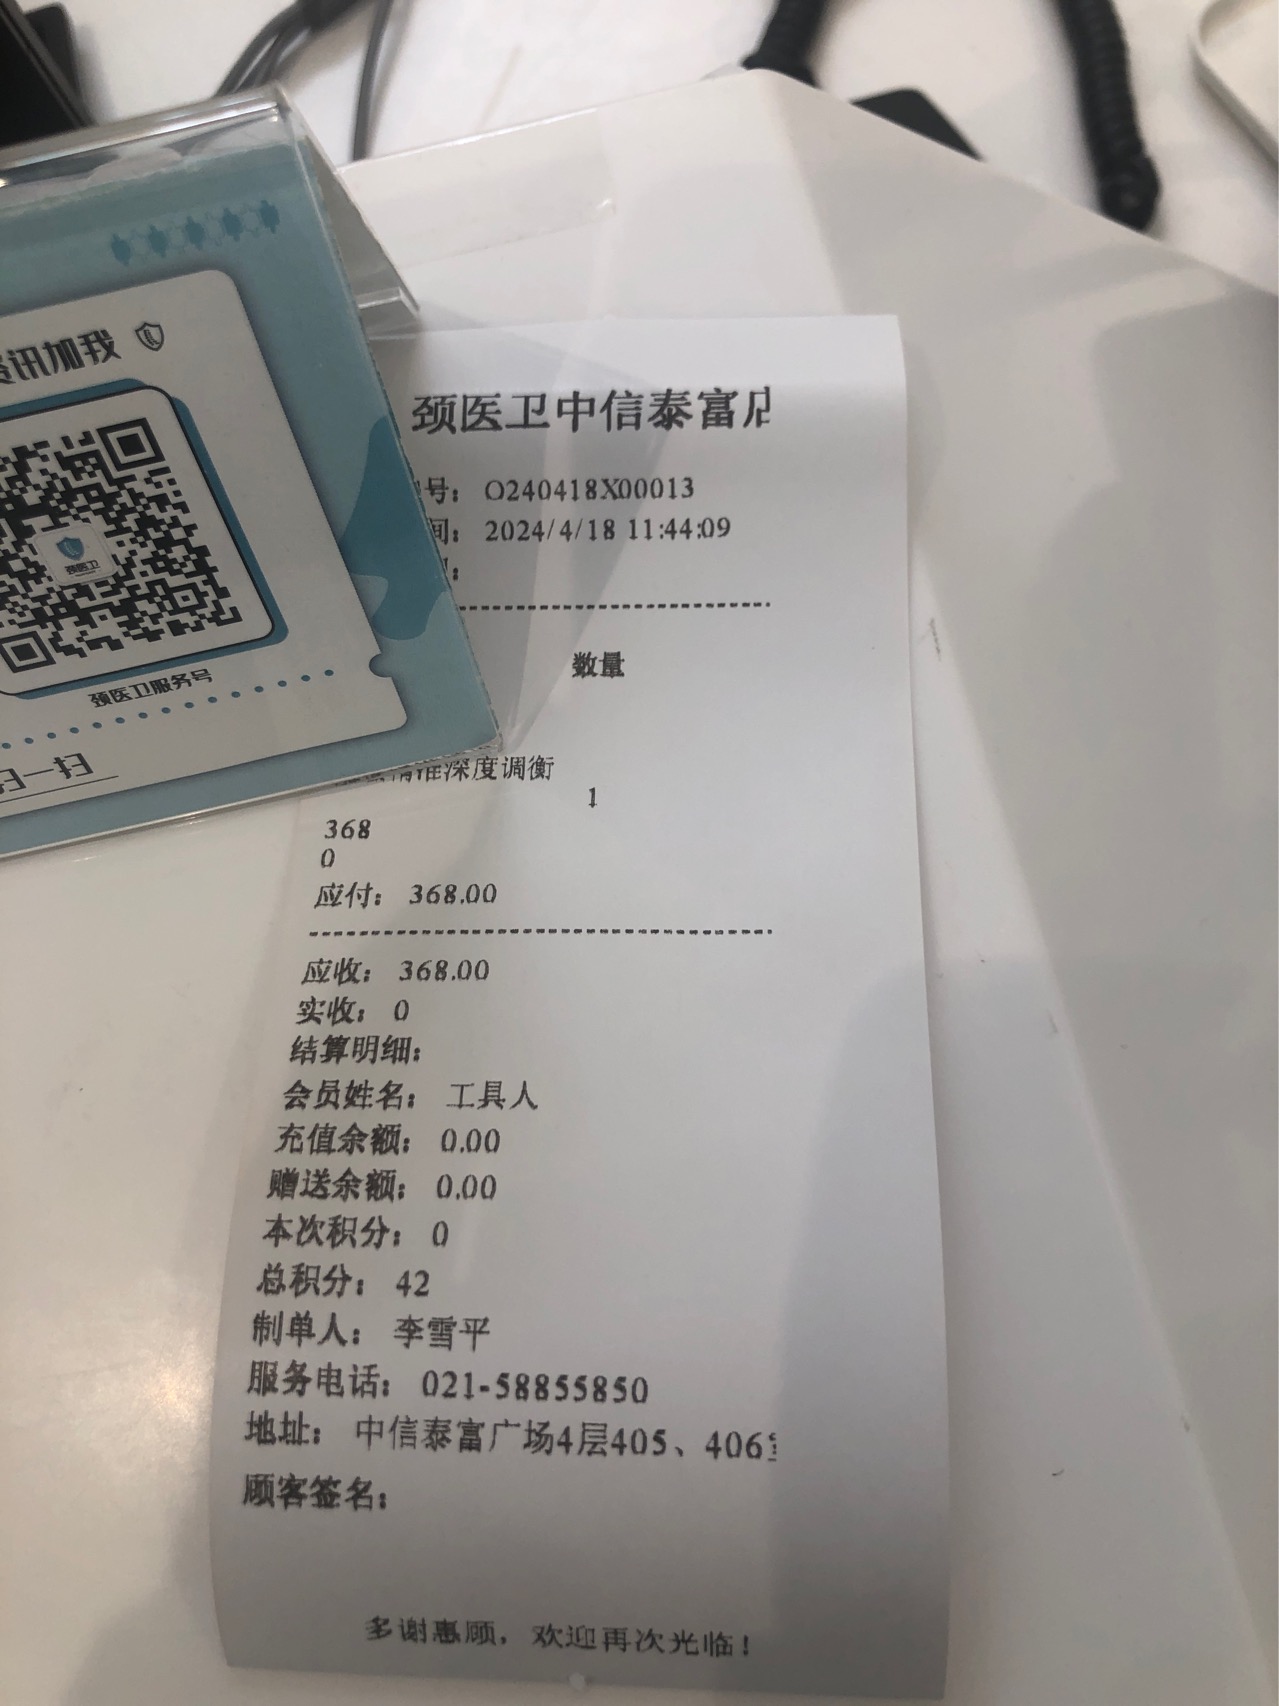 资讯加我
颈医卫
颈医卫服务号
扫一扫
颈医卫中信泰富店
号: O240418X00013
间: 2024/4/18 11:44:09
:
数量
精准深度调衡
1
368
0
应付: 368.00
应收: 368.00
实收: 0
结算明细:
会员姓名: 工具人
充值余额: 0.00
赠送余额: 0.00
本次积分: 0
总积分: 42
制单人: 李雪平
服务电话: 021-58855850
地址: 中信泰富广场4层405、406
顾客签名:
多谢惠顾, 欢迎再次光临!